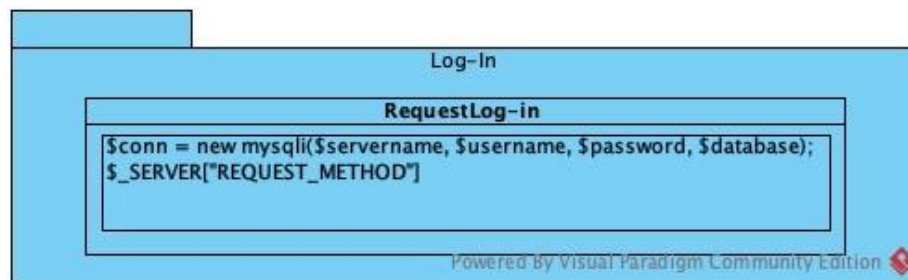 Log-In
RequestLog-in
$conn = new mysqli($servername, $username, $password, $database);
$_SERVER["REQUEST_METHOD"]
Powered By Visual Paradigm Community Edition